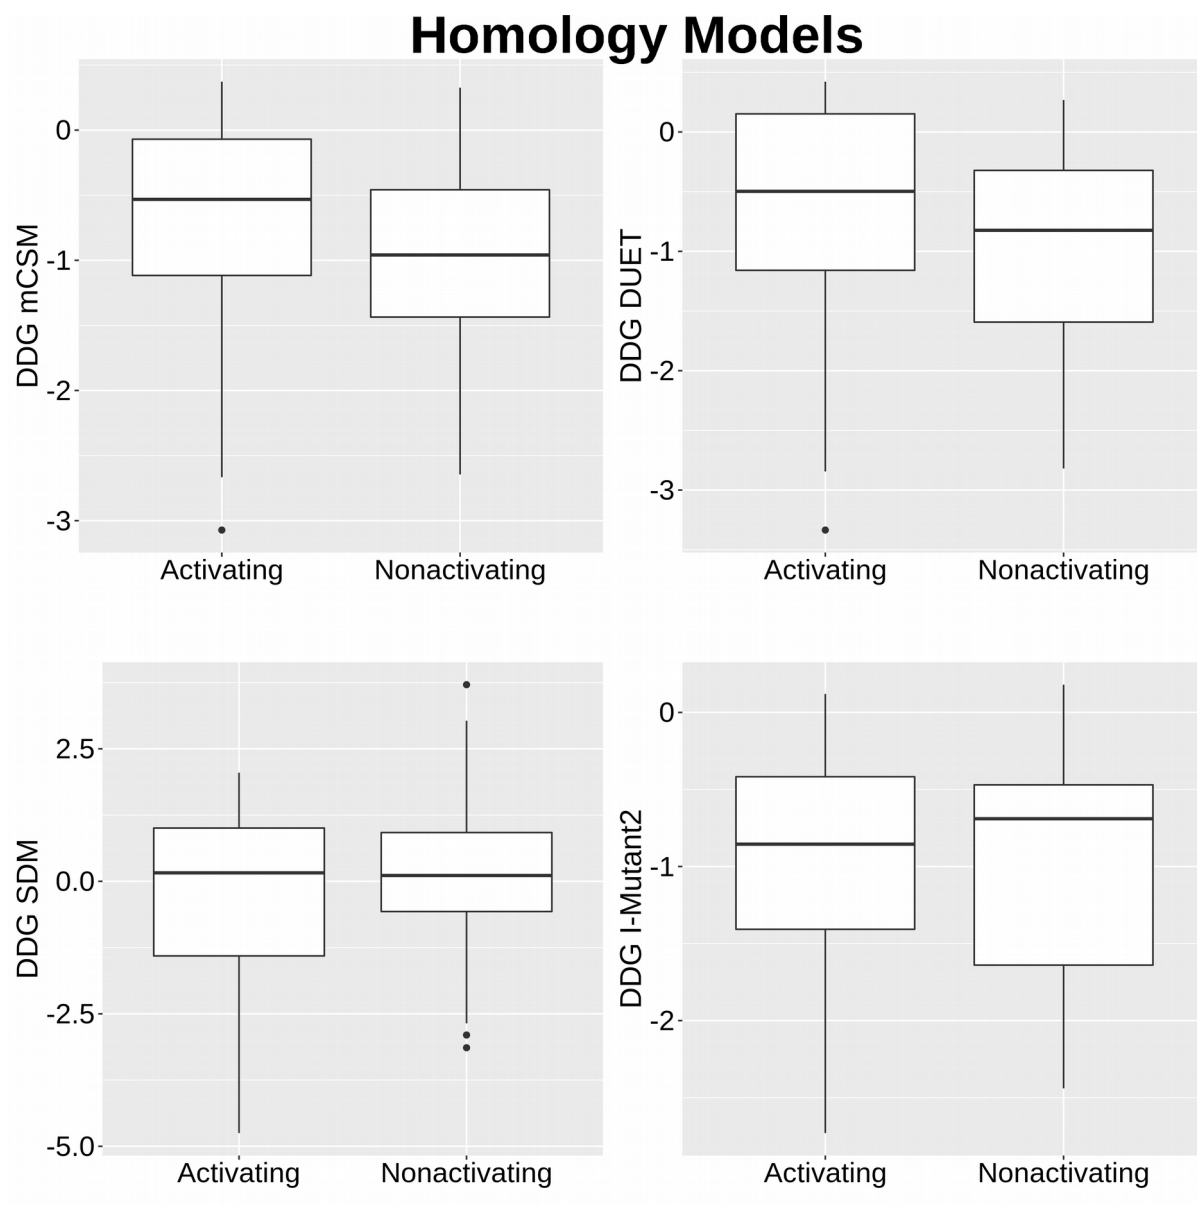 Homology Models
DDG mCSM
0
-1
-2
-3
Activating
Nonactivating
DDG DUET
0
-1
-2
-3
Activating
Nonactivating
DDG SDM
2.5
0.0
-2.5
-5.0
Activating
Nonactivating
DDG I-Mutant2
0
-1
-2
Activating
Nonactivating